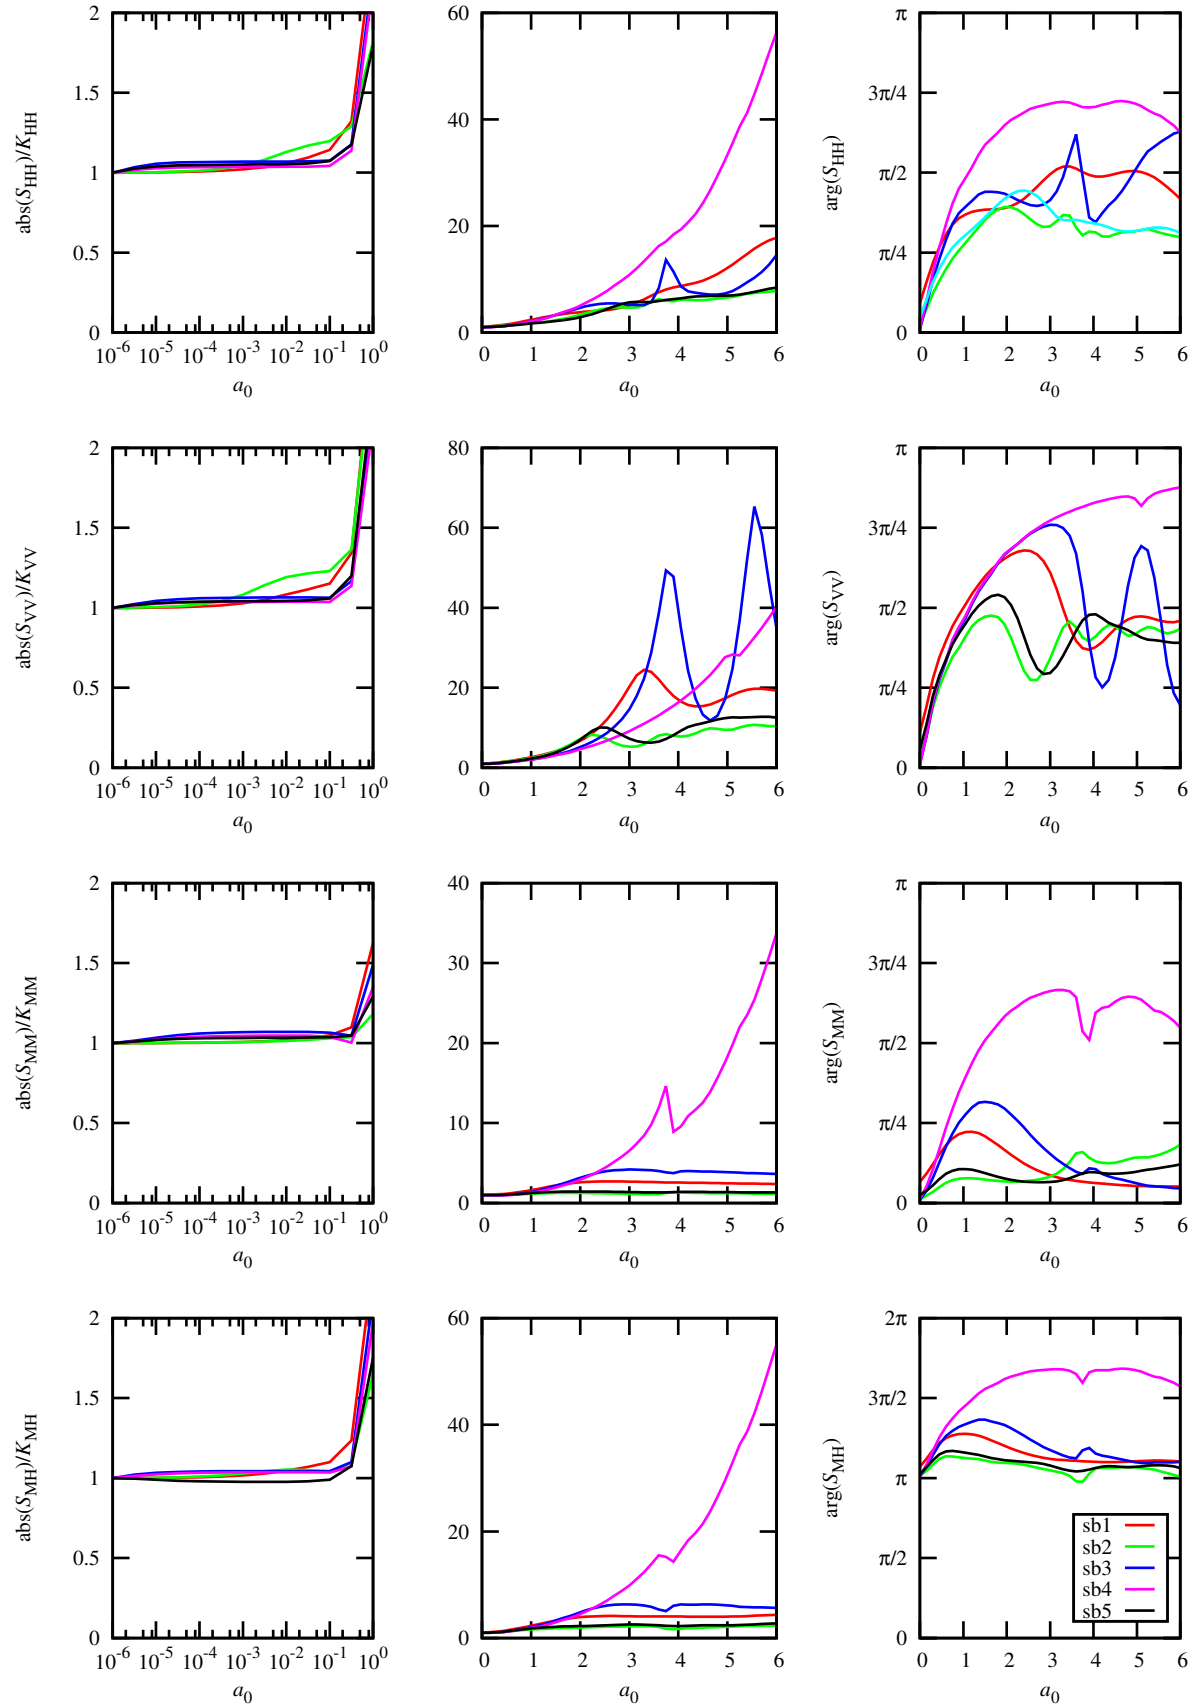 abs(S_HH)/K_HH
2
1.5
1
0.5
0
10^-6 10^-5 10^-4 10^-3 10^-2 10^-1 10^0
a_0
60
40
20
0
0 1 2 3 4 5 6
a_0
arg(S_HH)
π
3π/4
π/2
π/4
0
0 1 2 3 4 5 6
a_0
abs(S_VV)/K_VV
2
1.5
1
0.5
0
10^-6 10^-5 10^-4 10^-3 10^-2 10^-1 10^0
a_0
80
60
40
20
0
0 1 2 3 4 5 6
a_0
arg(S_VV)
π
3π/4
π/2
π/4
0
0 1 2 3 4 5 6
a_0
abs(S_MM)/K_MM
2
1.5
1
0.5
0
10^-6 10^-5 10^-4 10^-3 10^-2 10^-1 10^0
a_0
40
30
20
10
0
0 1 2 3 4 5 6
a_0
arg(S_MM)
π
3π/4
π/2
π/4
0
0 1 2 3 4 5 6
a_0
abs(S_MH)/K_MH
2
1.5
1
0.5
0
10^-6 10^-5 10^-4 10^-3 10^-2 10^-1 10^0
a_0
60
40
20
0
0 1 2 3 4 5 6
a_0
arg(S_MH)
2π
3π/2
π
π/2
π
0 1 2 3 4 5 6
a_0
sb1
sb2
sb3
sb4
sb5